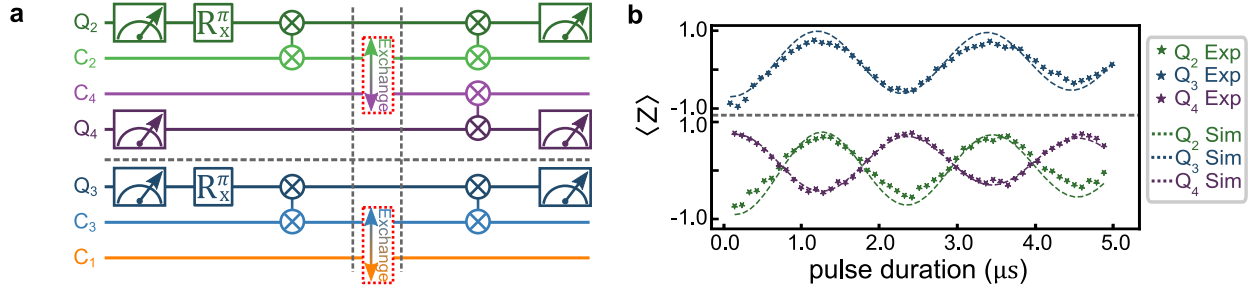 a
Q₂ Rₓ^π
C₂
Exchange
C₄
Q₄
Q₃ Rₓ^π
C₃
Exchange
C₁
b
⟨Z⟩
1.0
-1.0
1.0
-1.0
0.0 1.0 2.0 3.0 4.0 5.0
pulse duration (μs)
Q₂ Exp
Q₃ Exp
Q₄ Exp
Q₂ Sim
Q₃ Sim
Q₄ Sim